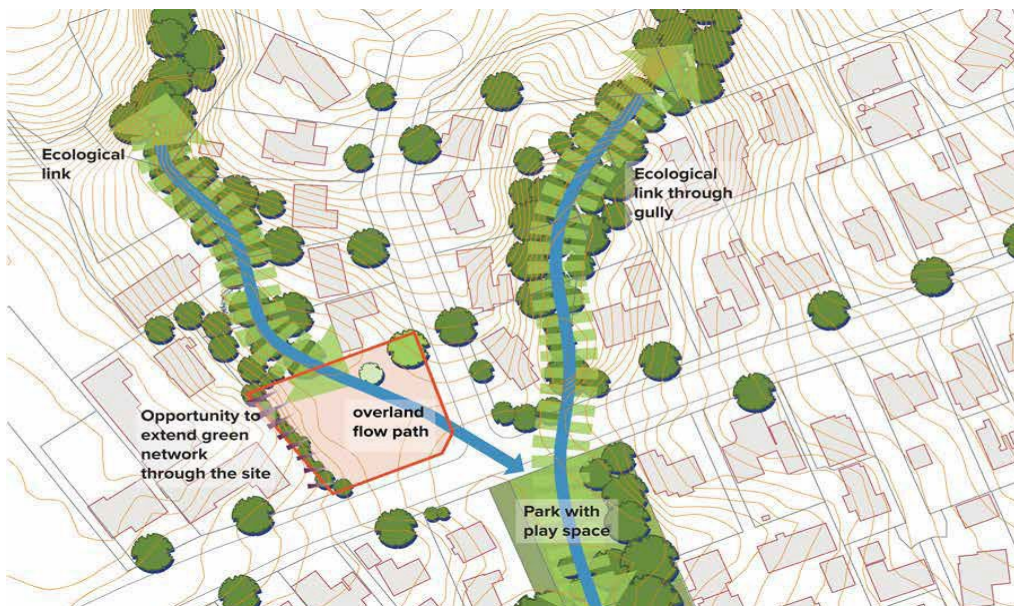 Ecological
link
Ecological
link through
gully
Opportunity to
extend green
network
through the site
overland
flow path
Park with
play space